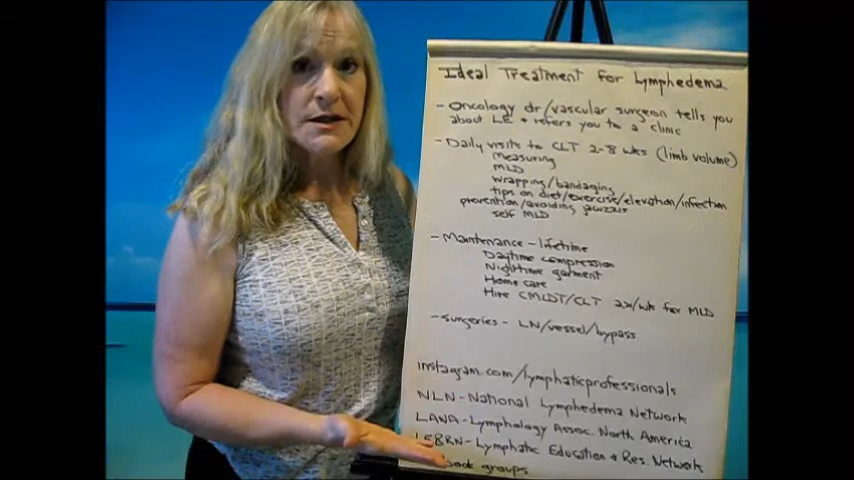 Ideal Treatment for Lymphedema
- Oncology dr/vascular surgeon tells you
about LE + refers you to a clinic
- Daily visits to CLT 2-8 wks (limb volume)
Measuring
MLD
wrapping/bandaging
tips on diet/exercise/elevation/infection
prevention/avoiding
self MLD
- Maintenance - lifetime
Daytime compression
Nighttime garment
Home care
Hire CMLDT/CLT 2x/wk for MLD
- Surgeries - LN/vessel/bypass
instagram.com/lymphaticprofessionals
NLN - National Lymphedema Network
LANA - Lymphology Assoc. North America
LE&RN - Lymphatic Education & Res. Network
book groups